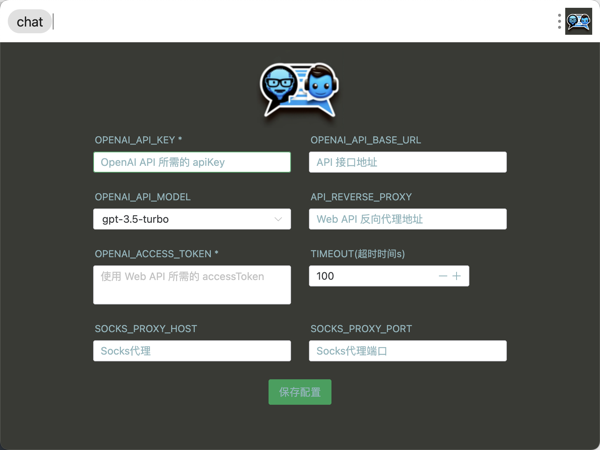 chat
OPENAI_API_KEY *
OPENAI_API_BASE_URL
OpenAI API 所需的 apiKey
API 接口地址
OPENAI_API_MODEL
API_REVERSE_PROXY
gpt-3.5-turbo
Web API 反向代理地址
OPENAI_ACCESS_TOKEN *
TIMEOUT(超时时间s)
使用 Web API 所需的 accessToken
100
SOCKS_PROXY_HOST
SOCKS_PROXY_PORT
Socks代理
Socks代理端口
保存配置